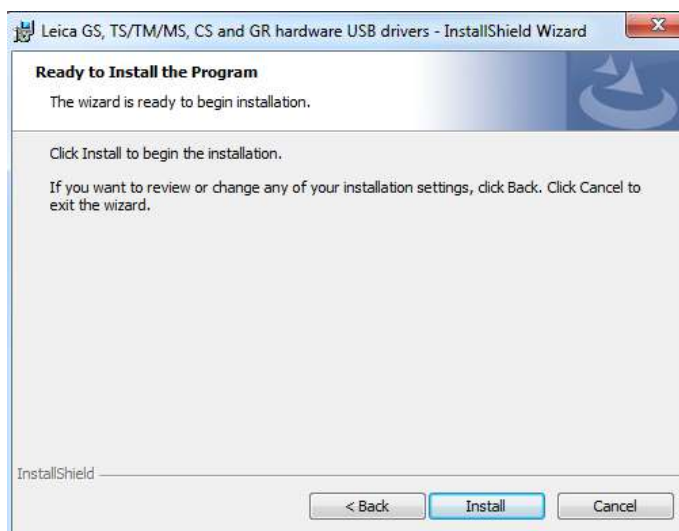 Leica GS, TS/TM/MS, CS and GR hardware USB drivers - InstallShield Wizard
Ready to Install the Program
The wizard is ready to begin installation.
Click Install to begin the installation.
If you want to review or change any of your installation settings, click Back. Click Cancel to
exit the wizard.
InstallShield
< Back
Install
Cancel